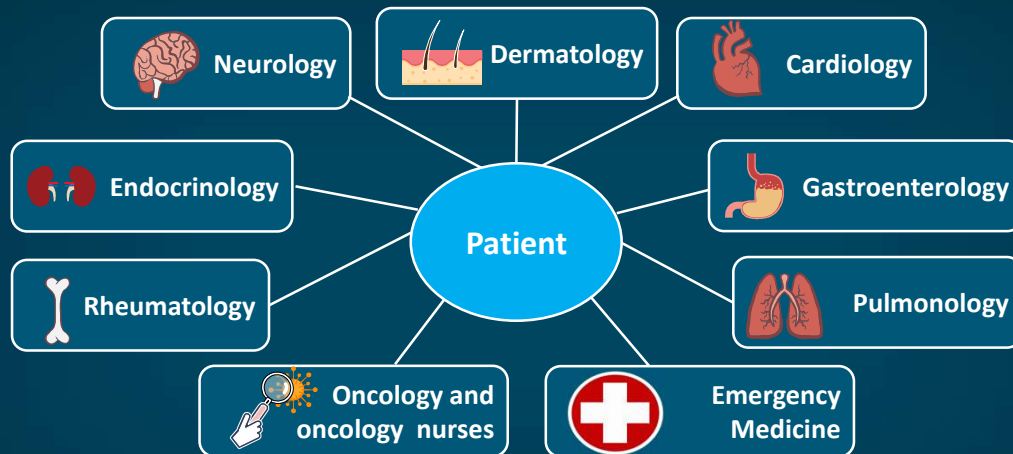 Neurology
Dermatology
Cardiology
Endocrinology
Gastroenterology
Patient
Rheumatology
Pulmonology
Oncology and
oncology nurses
Emergency
Medicine